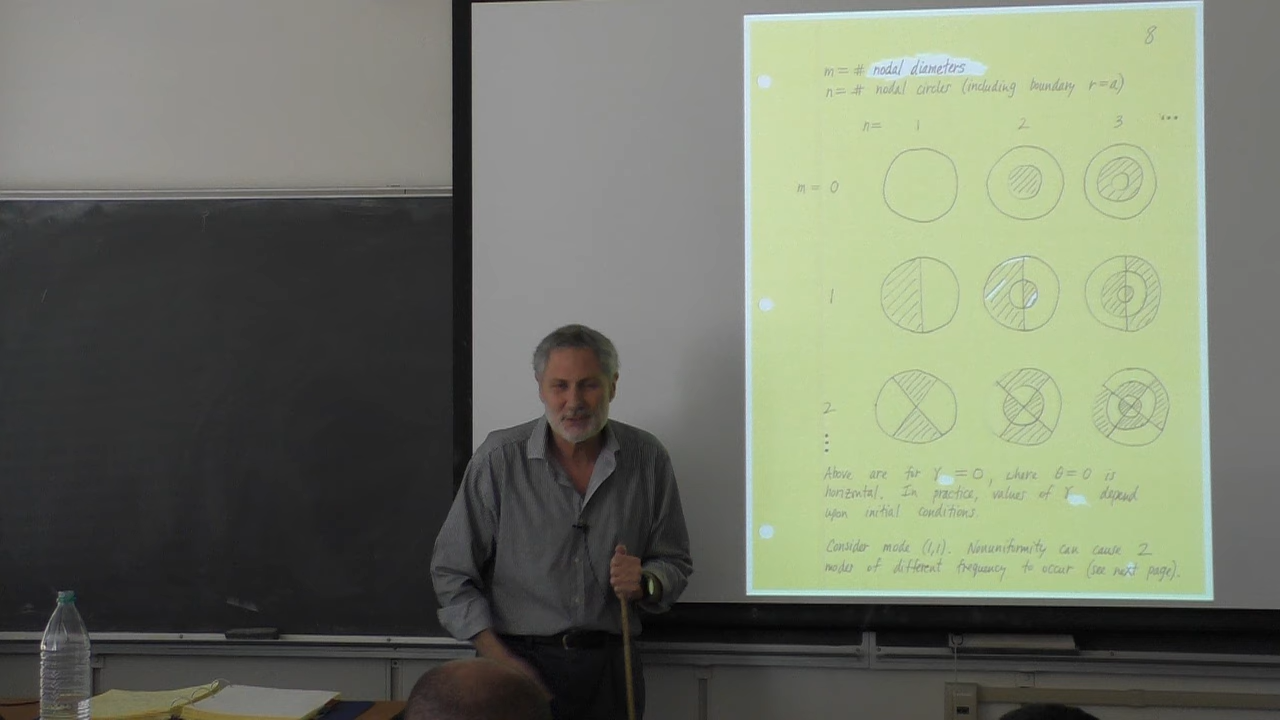 8
m = # nodal diameters
n = # nodal circles (including boundary r=a)
n= 1 2 3 ...
m = 0
1
2
Above are for γ = 0, where θ=0 is
horizontal. In practice, values of γ depend
upon initial conditions.
Consider mode (1,1). Nonuniformity can cause 2
modes of different frequency to occur (see next page).